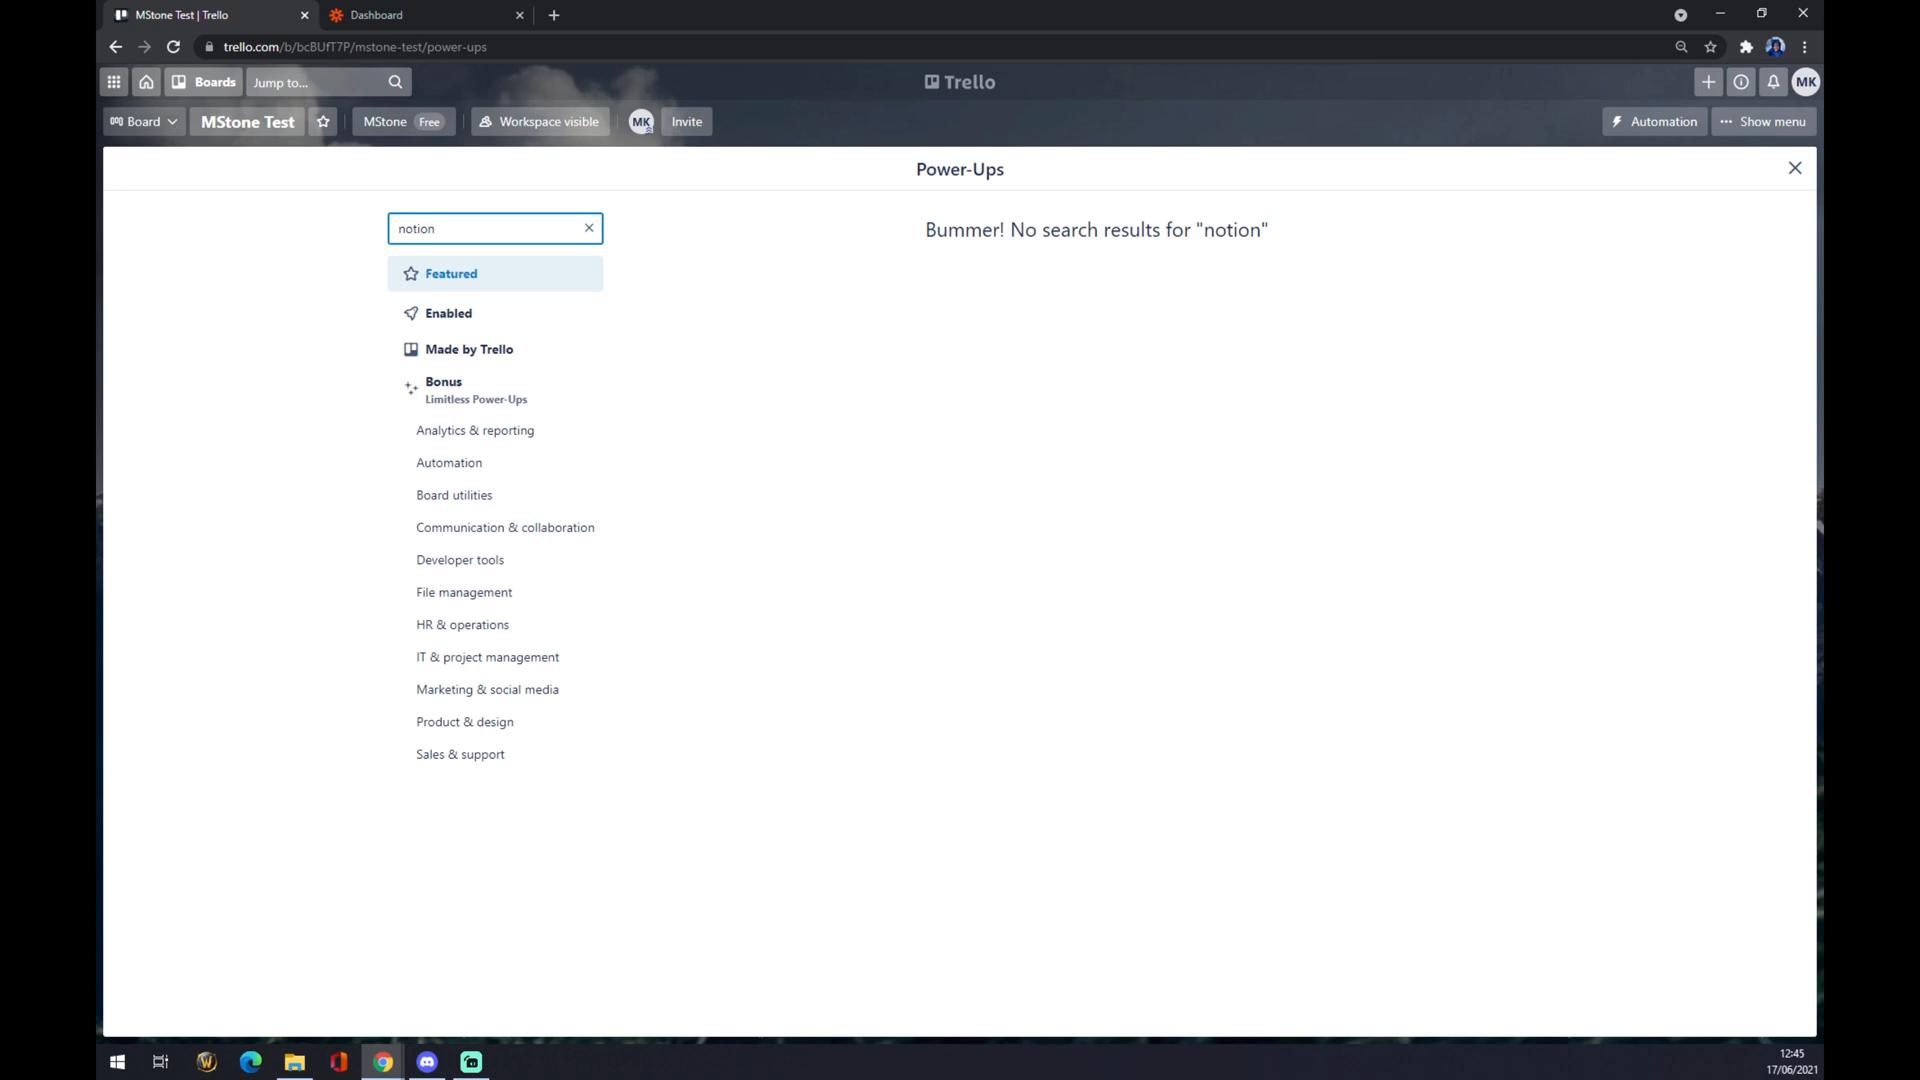 MStone Test | Trello
Dashboard
trello.com/b/bcBUfT7P/mstone-test/power-ups
Boards
Jump to...
Trello
MK
Board
MStone Test
MStone Free
Workspace visible
MK
Invite
Automation
Show menu
Power-Ups
notion
Bummer! No search results for "notion"
Featured
Enabled
Made by Trello
Bonus
Limitless Power-Ups
Analytics & reporting
Automation
Board utilities
Communication & collaboration
Developer tools
File management
HR & operations
IT & project management
Marketing & social media
Product & design
Sales & support
12:45
17/06/2021